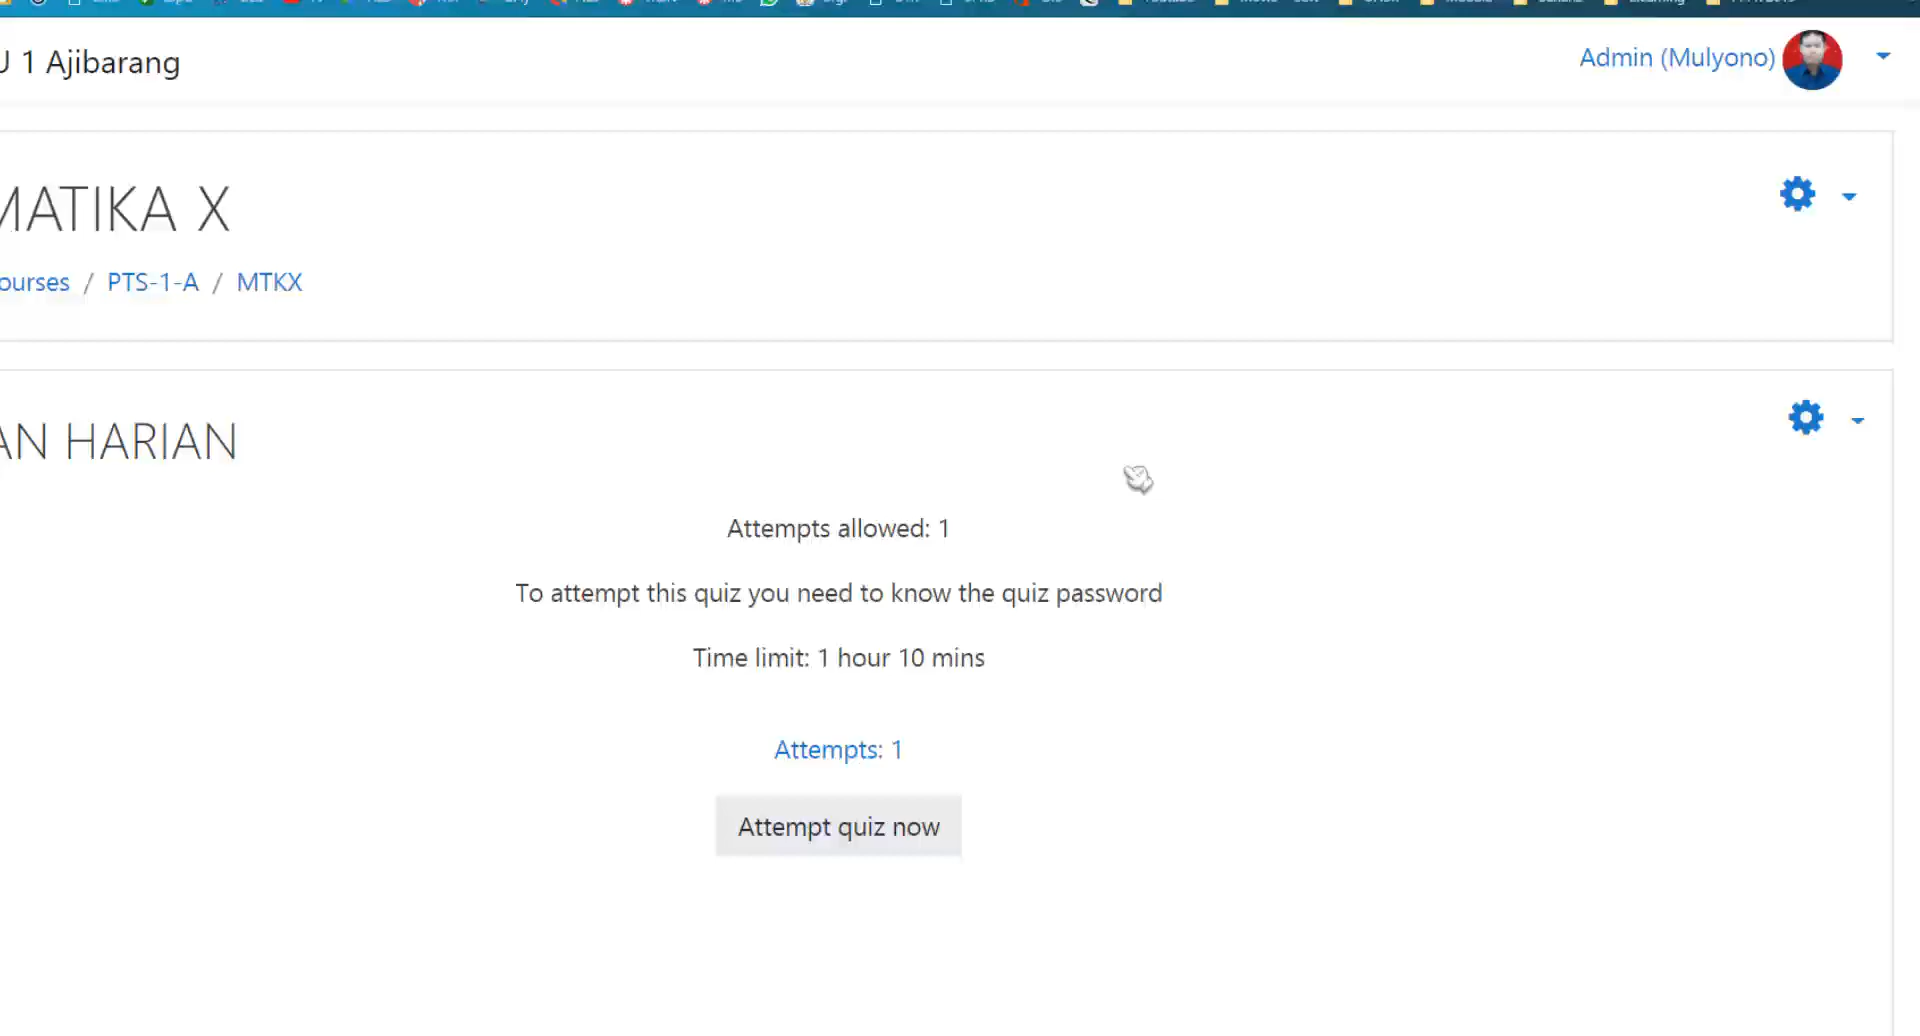 U 1 Ajibarang
Admin (Mulyono)
MATIKA X
ourses / PTS-1-A / MTKX
AN HARIAN
Attempts allowed: 1
To attempt this quiz you need to know the quiz password
Time limit: 1 hour 10 mins
Attempts: 1
Attempt quiz now